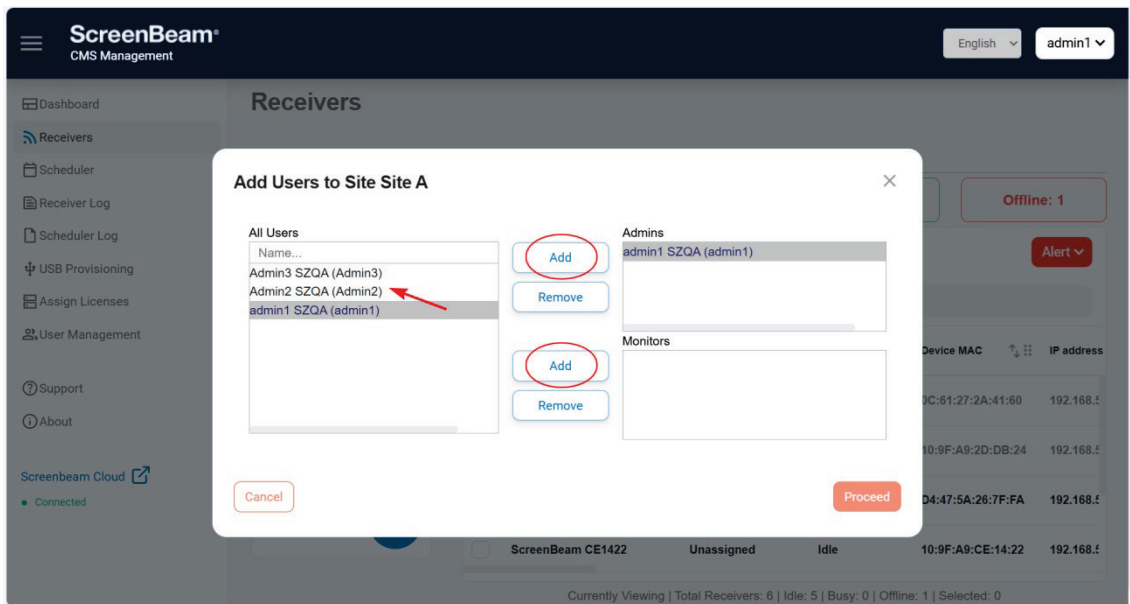 ScreenBeam®
CMS Management
English
admin1
Dashboard
Receivers
Scheduler
Receiver Log
Scheduler Log
USB Provisioning
Assign Licenses
User Management
Support
About
Screenbeam Cloud
Connected
Receivers
Offline: 1
Alert
Add Users to Site Site A
All Users
Name...
Admin3 SZQA (Admin3)
Admin2 SZQA (Admin2)
admin1 SZQA (admin1)
Add
Remove
Add
Remove
Admins
admin1 SZQA (admin1)
Monitors
Cancel
Proceed
Device MAC IP address
0C:61:27:2A:41:60 192.168.5
10:9F:A9:2D:DB:24 192.168.5
D4:47:5A:26:7F:FA 192.168.5
ScreenBeam CE1422 Unassigned Idle 10:9F:A9:CE:14:22 192.168.5
Currently Viewing | Total Receivers: 6 | Idle: 5 | Busy: 0 | Offline: 1 | Selected: 0